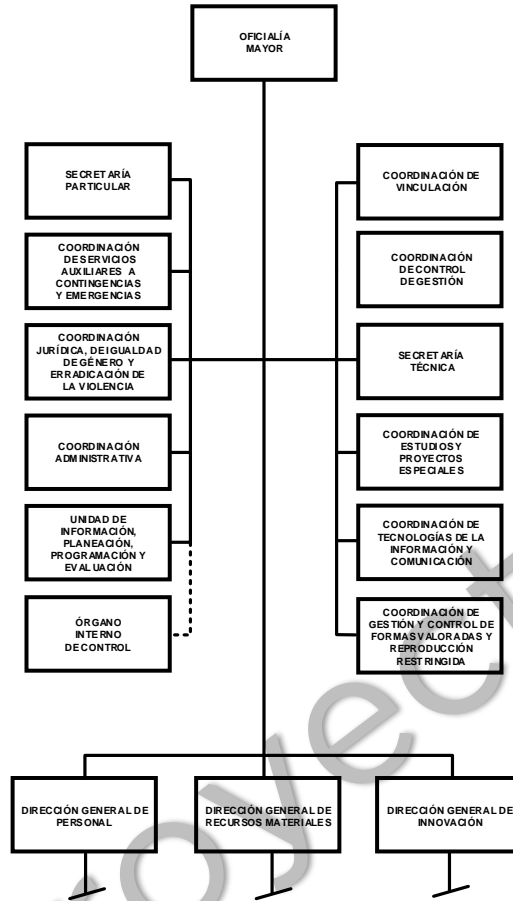 OFICIALÍA
MAYOR
SECRETARÍA
PARTICULAR
COORDINACIÓN
DE SERVICIOS
AUXILIARES A
CONTINGENCIAS
Y EMERGENCIAS
COORDINACIÓN
JURÍDICA, DE IGUALDAD
DE GÉNERO Y
ERRADICACIÓN DE
LA VIOLENCIA
COORDINACIÓN
ADMINISTRATIVA
UNIDAD DE
INFORMACIÓN,
PLANEACIÓN,
PROGRAMACIÓN Y
EVALUACIÓN
ÓRGANO
INTERNO
DE CONTROL
COORDINACIÓN DE
VINCULACIÓN
COORDINACIÓN
DE CONTROL
DE GESTIÓN
SECRETARÍA
TÉCNICA
COORDINACIÓN DE
ESTUDIOS Y
PROYECTOS
ESPECIALES
COORDINACIÓN DE
TECNOLOGÍAS DE LA
INFORMACIÓN Y
COMUNICACIÓN
COORDINACIÓN DE
GESTIÓN Y CONTROL DE
FORMAS VALORADAS Y
REPRODUCCIÓN
RESTRINGIDA
DIRECCIÓN GENERAL DE
PERSONAL
DIRECCIÓN GENERAL DE
RECURSOS MATERIALES
DIRECCIÓN GENERAL DE
INNOVACIÓN
royect